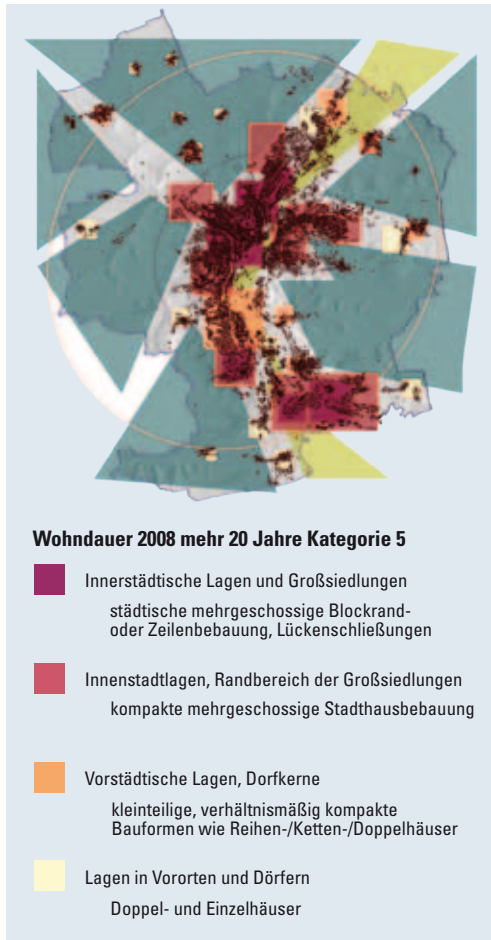 Wohndauer 2008 mehr 20 Jahre Kategorie 5
Innerstädtische Lagen und Großsiedlungen
städtische mehrgeschossige Blockrand-
oder Zeilenbebauung, Lückenschließungen
Innenstadtlagen, Randbereich der Großsiedlungen
kompakte mehrgeschossige Stadthausbebauung
Vorstädtische Lagen, Dorfkerne
kleinteilige, verhältnismäßig kompakte
Bauformen wie Reihen-/Ketten-/Doppelhäuser
Lagen in Vororten und Dörfern
Doppel- und Einzelhäuser